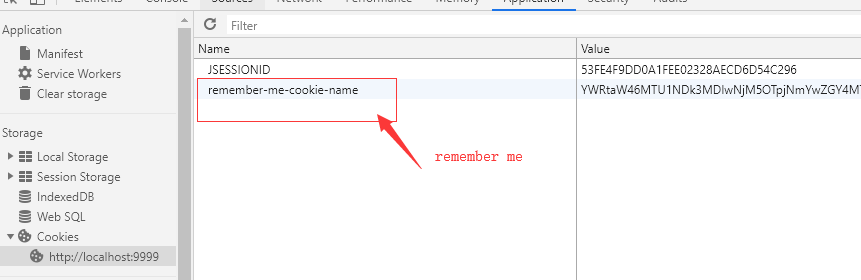 Elements Console Sources Network Performance Memory Application Security Audits
Application
Manifest
Service Workers
Clear storage
Storage
Local Storage
Session Storage
IndexedDB
Web SQL
Cookies
http://localhost:9999
Filter
Name Value
JSESSIONID 53FE4F9DD0A1FEE02328AECD6D54C296
remember-me-cookie-name YWRtaW46MTU1NDk3MDIwNjM5OTpjNmYwZGY4MT
remember me